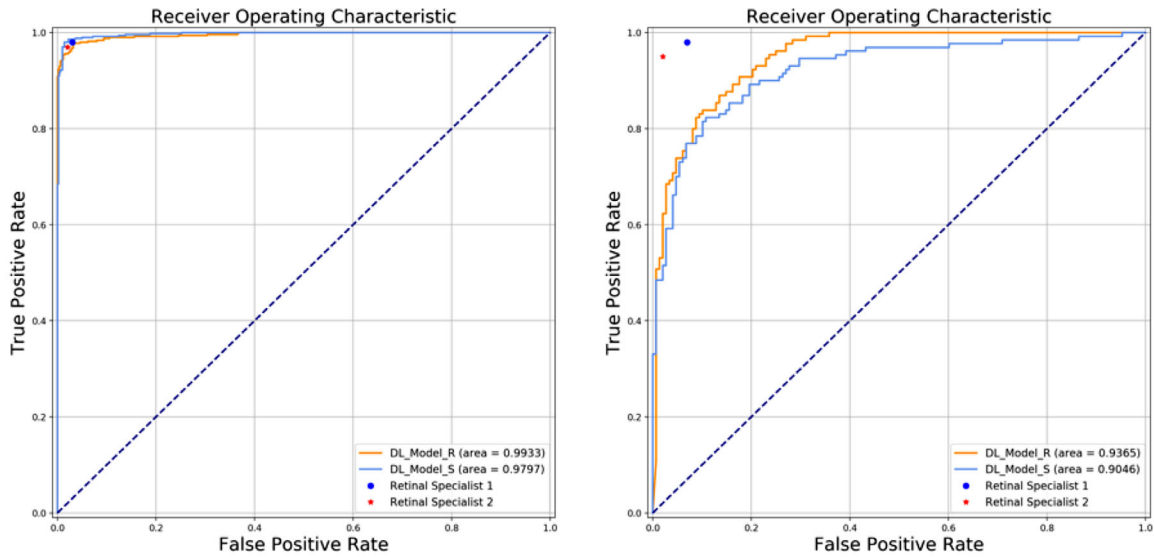 Receiver Operating Characteristic
1.0
0.8
0.6
0.4
0.2
0.0
True Positive Rate
DL_Model_R (area = 0.9933)
DL_Model_S (area = 0.9797)
Retinal Specialist 1
Retinal Specialist 2
0.0 0.2 0.4 0.6 0.8 1.0
False Positive Rate
Receiver Operating Characteristic
1.0
0.8
0.6
0.4
0.2
0.0
True Positive Rate
DL_Model_R (area = 0.9365)
DL_Model_S (area = 0.9046)
Retinal Specialist 1
Retinal Specialist 2
0.0 0.2 0.4 0.6 0.8 1.0
False Positive Rate